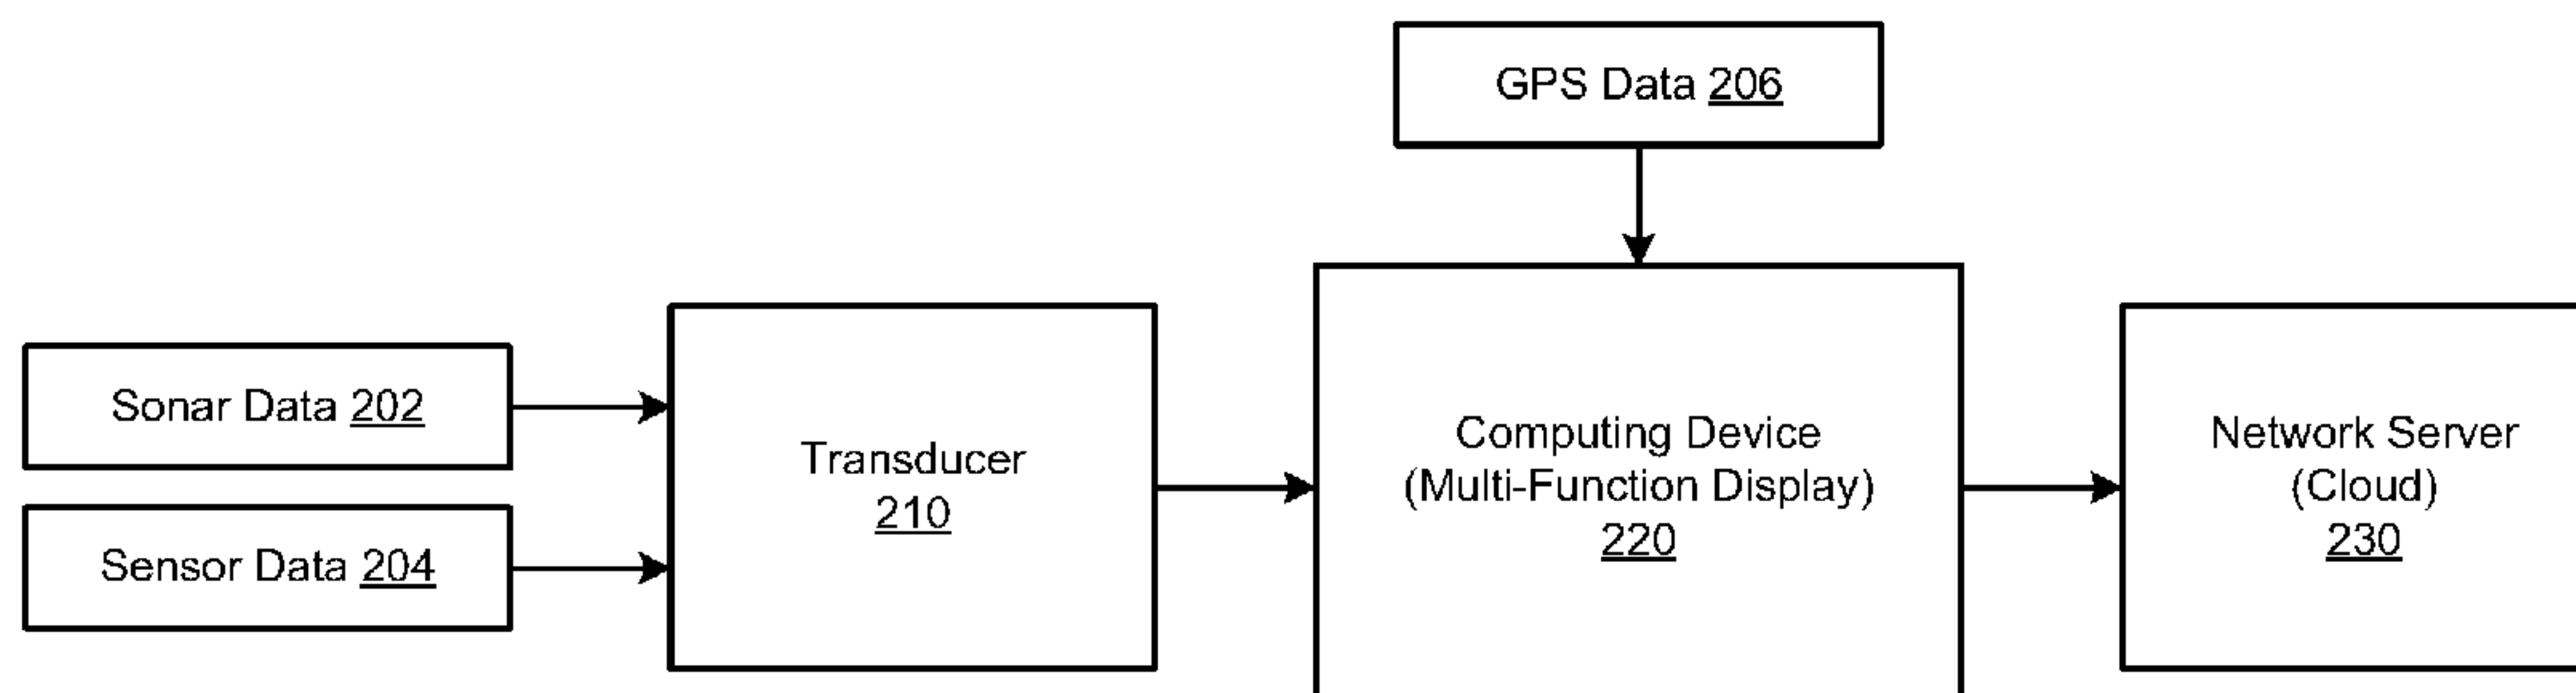 GPS Data 206
Sonar Data 202
Sensor Data 204
Transducer
210
Computing Device
(Multi-Function Display)
220
Network Server
(Cloud)
230